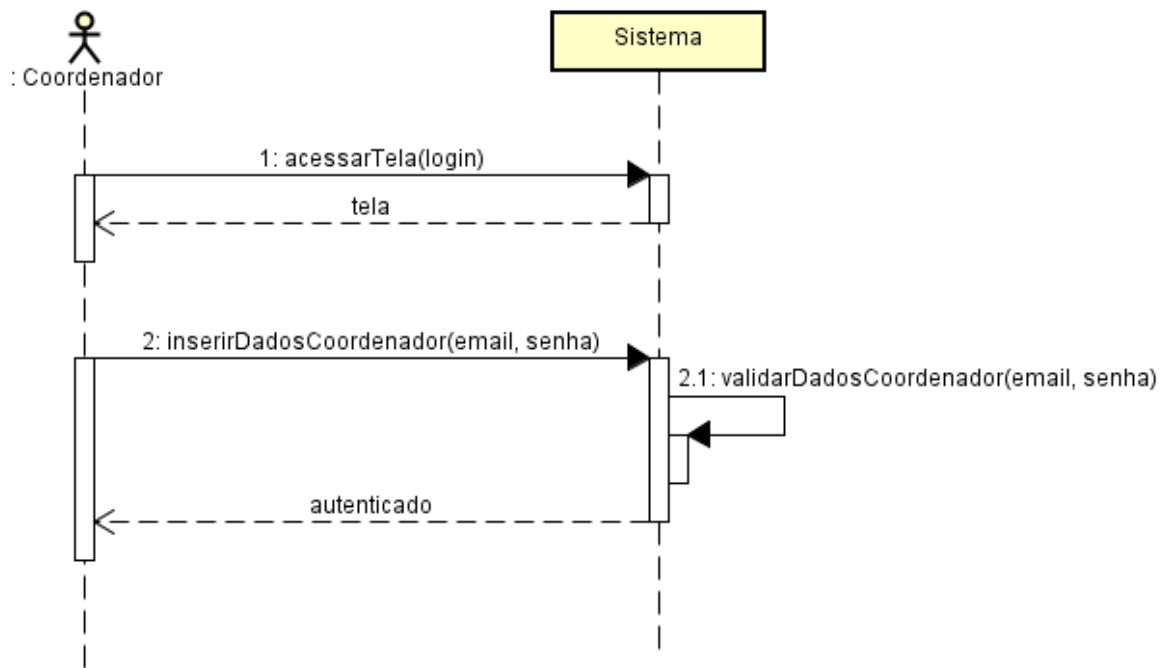 Sistema
: Coordenador
1: acessarTela(login)
tela
2: inserirDadosCoordenador(email, senha)
2.1: validarDadosCoordenador(email, senha)
autenticado